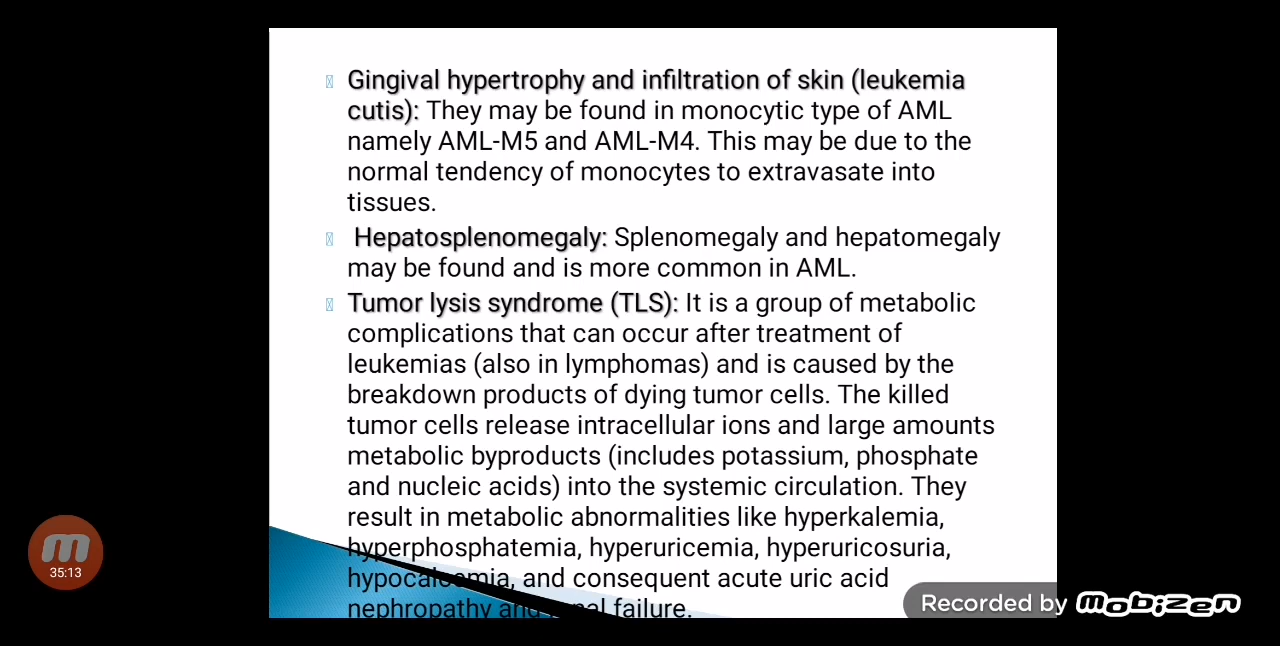 Gingival hypertrophy and infiltration of skin (leukemia
cutis): They may be found in monocytic type of AML
namely AML-M5 and AML-M4. This may be due to the
normal tendency of monocytes to extravasate into
tissues.
Hepatosplenomegaly: Splenomegaly and hepatomegaly
may be found and is more common in AML.
Tumor lysis syndrome (TLS): It is a group of metabolic
complications that can occur after treatment of
leukemias (also in lymphomas) and is caused by the
breakdown products of dying tumor cells. The killed
tumor cells release intracellular ions and large amounts
metabolic byproducts (includes potassium, phosphate
and nucleic acids) into the systemic circulation. They
result in metabolic abnormalities like hyperkalemia,
hyperphosphatemia, hyperuricemia, hyperuricosuria,
hypocalcemia, and consequent acute uric acid
nephropathy and renal failure.
35:13
Recorded by mobizen